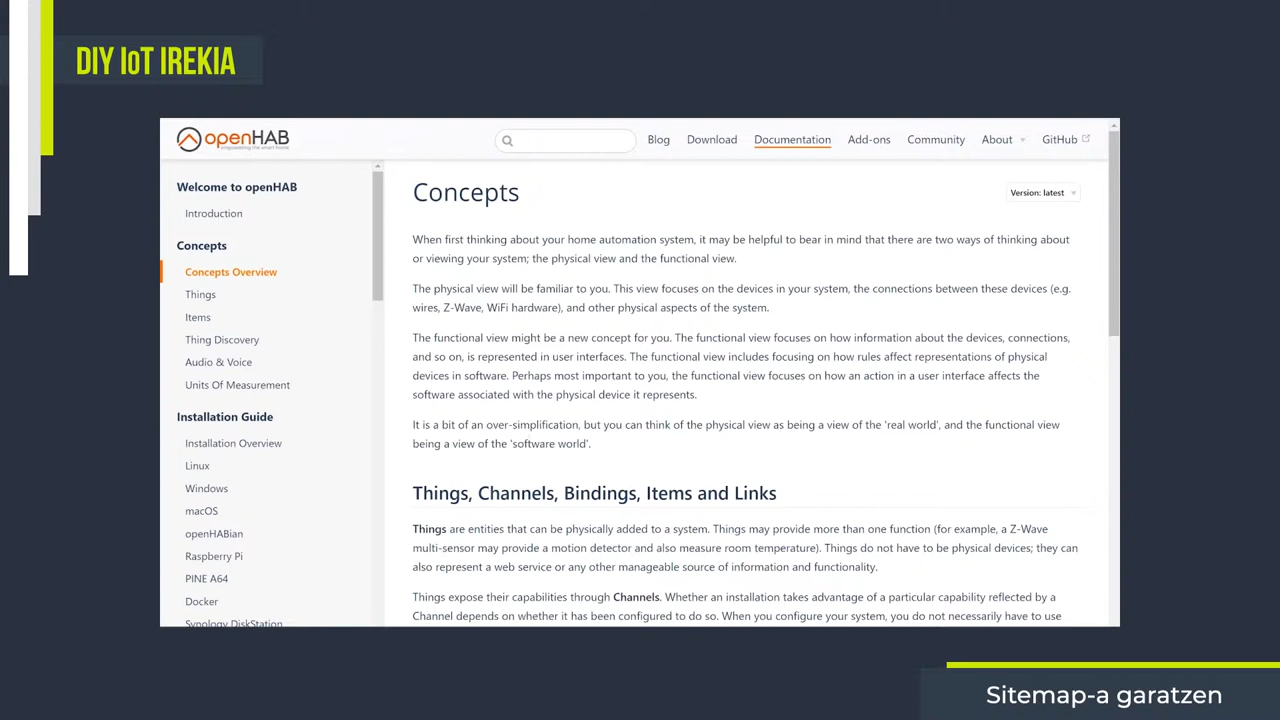 DIY IoT IREKIA
openHAB
empowering the smart home
Blog
Download
Documentation
Add-ons
Community
About
GitHub
Welcome to openHAB
Introduction
Concepts
Concepts Overview
Things
Items
Thing Discovery
Audio & Voice
Units Of Measurement
Installation Guide
Installation Overview
Linux
Windows
macOS
openHABian
Raspberry Pi
PINE A64
Docker
Synology DiskStation
Concepts
Version: latest
When first thinking about your home automation system, it may be helpful to bear in mind that there are two ways of thinking about
or viewing your system; the physical view and the functional view.
The physical view will be familiar to you. This view focuses on the devices in your system, the connections between these devices (e.g.
wires, Z-Wave, WiFi hardware), and other physical aspects of the system.
The functional view might be a new concept for you. The functional view focuses on how information about the devices, connections,
and so on, is represented in user interfaces. The functional view includes focusing on how rules affect representations of physical
devices in software. Perhaps most important to you, the functional view focuses on how an action in a user interface affects the
software associated with the physical device it represents.
It is a bit of an over-simplification, but you can think of the physical view as being a view of the 'real world', and the functional view
being a view of the 'software world'.
Things, Channels, Bindings, Items and Links
Things are entities that can be physically added to a system. Things may provide more than one function (for example, a Z-Wave
multi-sensor may provide a motion detector and also measure room temperature). Things do not have to be physical devices; they can
also represent a web service or any other manageable source of information and functionality.
Things expose their capabilities through Channels. Whether an installation takes advantage of a particular capability reflected by a
Channel depends on whether it has been configured to do so. When you configure your system, you do not necessarily have to use
Sitemap-a garatzen